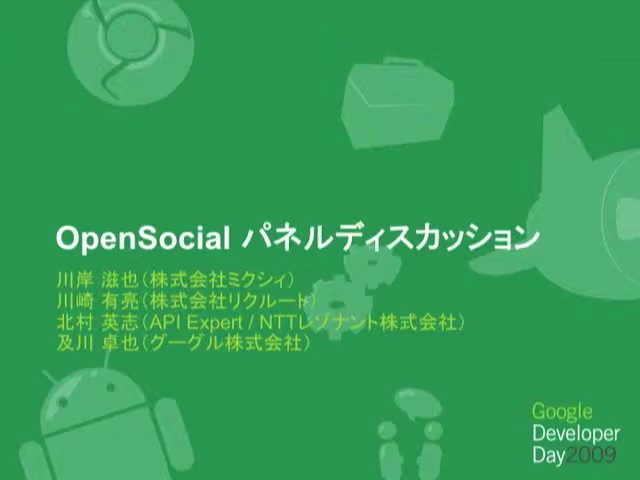 OpenSocial パネルディスカッション
川岸 滋也（株式会社ミクシィ）
川崎 有亮（株式会社リクルート）
北村 英志（API Expert / NTTレゾナント株式会社）
及川 卓也（グーグル株式会社）
Google
Developer
Day2009